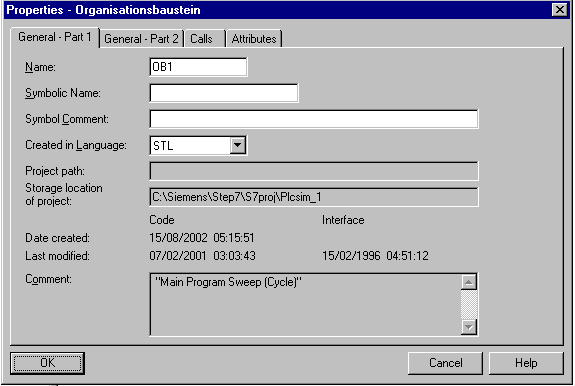 Properties - Organisationsbaustein
General - Part 1 General - Part 2 Calls Attributes
Name: OB1
Symbolic Name:
Symbol Comment:
Created in Language: STL
Project path:
Storage location
of project: C:\Siemens\Step7\S7proj\Plcsim_1
Code Interface
Date created: 15/08/2002 05:15:51
Last modified: 07/02/2001 03:03:43 15/02/1996 04:51:12
Comment: "Main Program Sweep (Cycle)"
OK Cancel Help